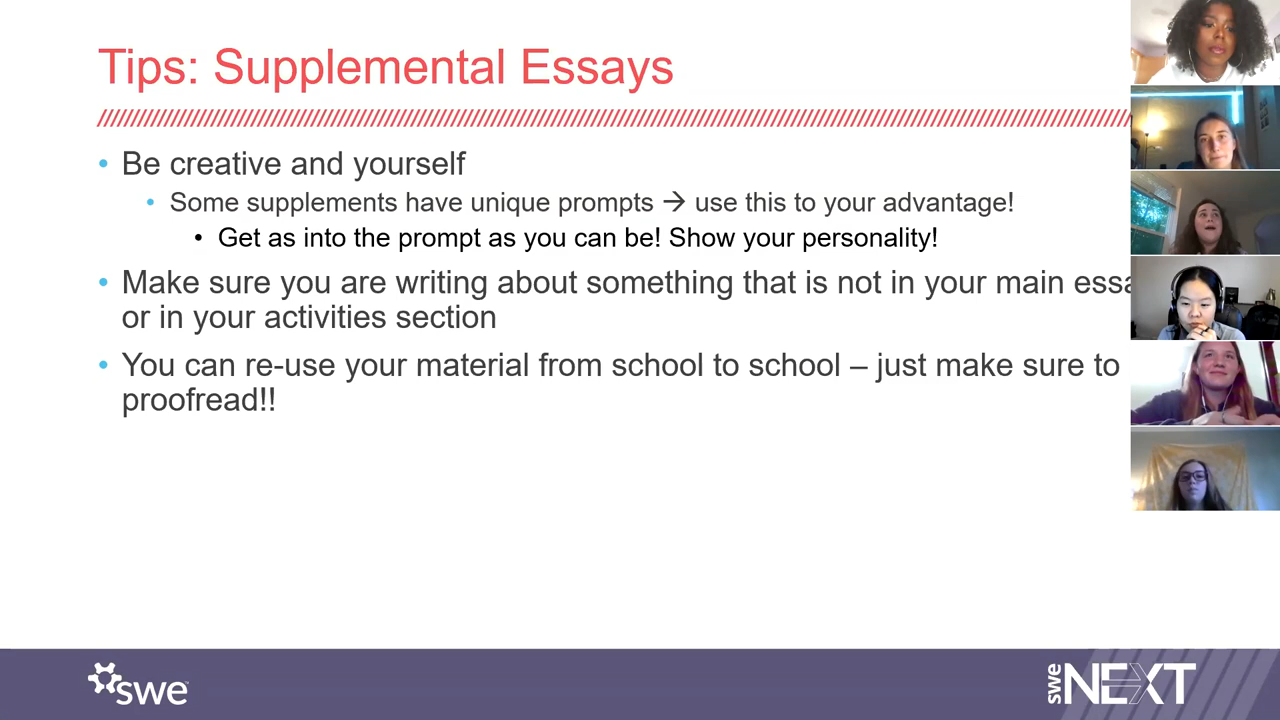 Tips: Supplemental Essays
• Be creative and yourself
• Some supplements have unique prompts → use this to your advantage!
• Get as into the prompt as you can be! Show your personality!
• Make sure you are writing about something that is not in your main essa
or in your activities section
• You can re-use your material from school to school – just make sure to
proofread!!
swe
swe NEXT